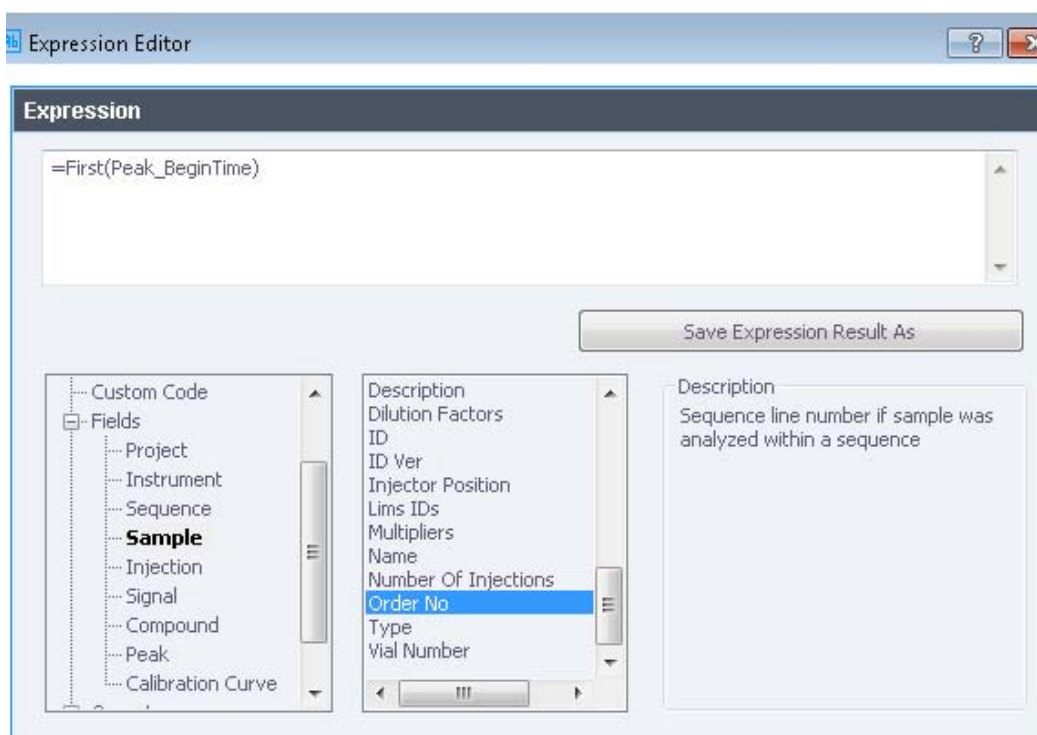 Expression Editor
Expression
=First(Peak_BeginTime)
Save Expression Result As
Custom Code
Fields
Project
Instrument
Sequence
Sample
Injection
Signal
Compound
Peak
Calibration Curve
Description
Dilution Factors
ID
ID Ver
Injector Position
Lims IDs
Multipliers
Name
Number Of Injections
Order No
Type
Vial Number
Description
Sequence line number if sample was
analyzed within a sequence